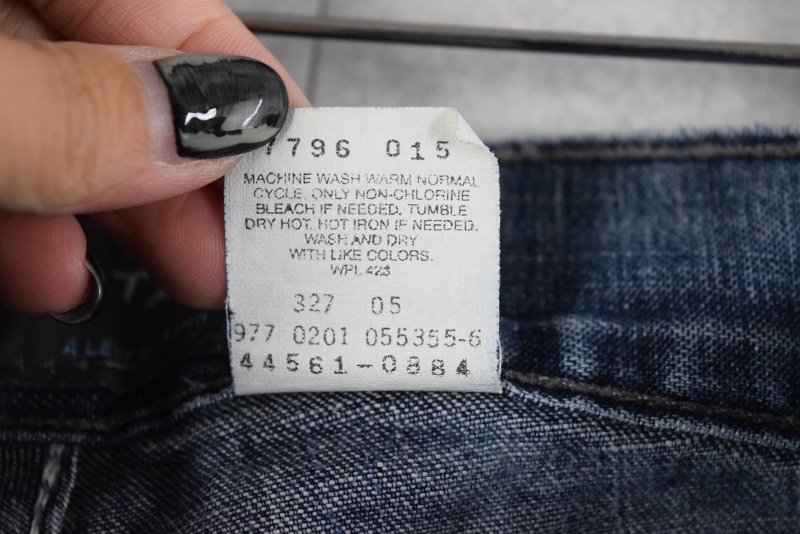 7796 015
MACHINE WASH WARM NORMAL
CYCLE, ONLY NON-CHLORINE
BLEACH IF NEEDED. TUMBLE
DRY HOT. HOT IRON IF NEEDED.
WASH AND DRY
WITH LIKE COLORS.
WPL 423
327 05
977 0201 055355-6
44561-0884